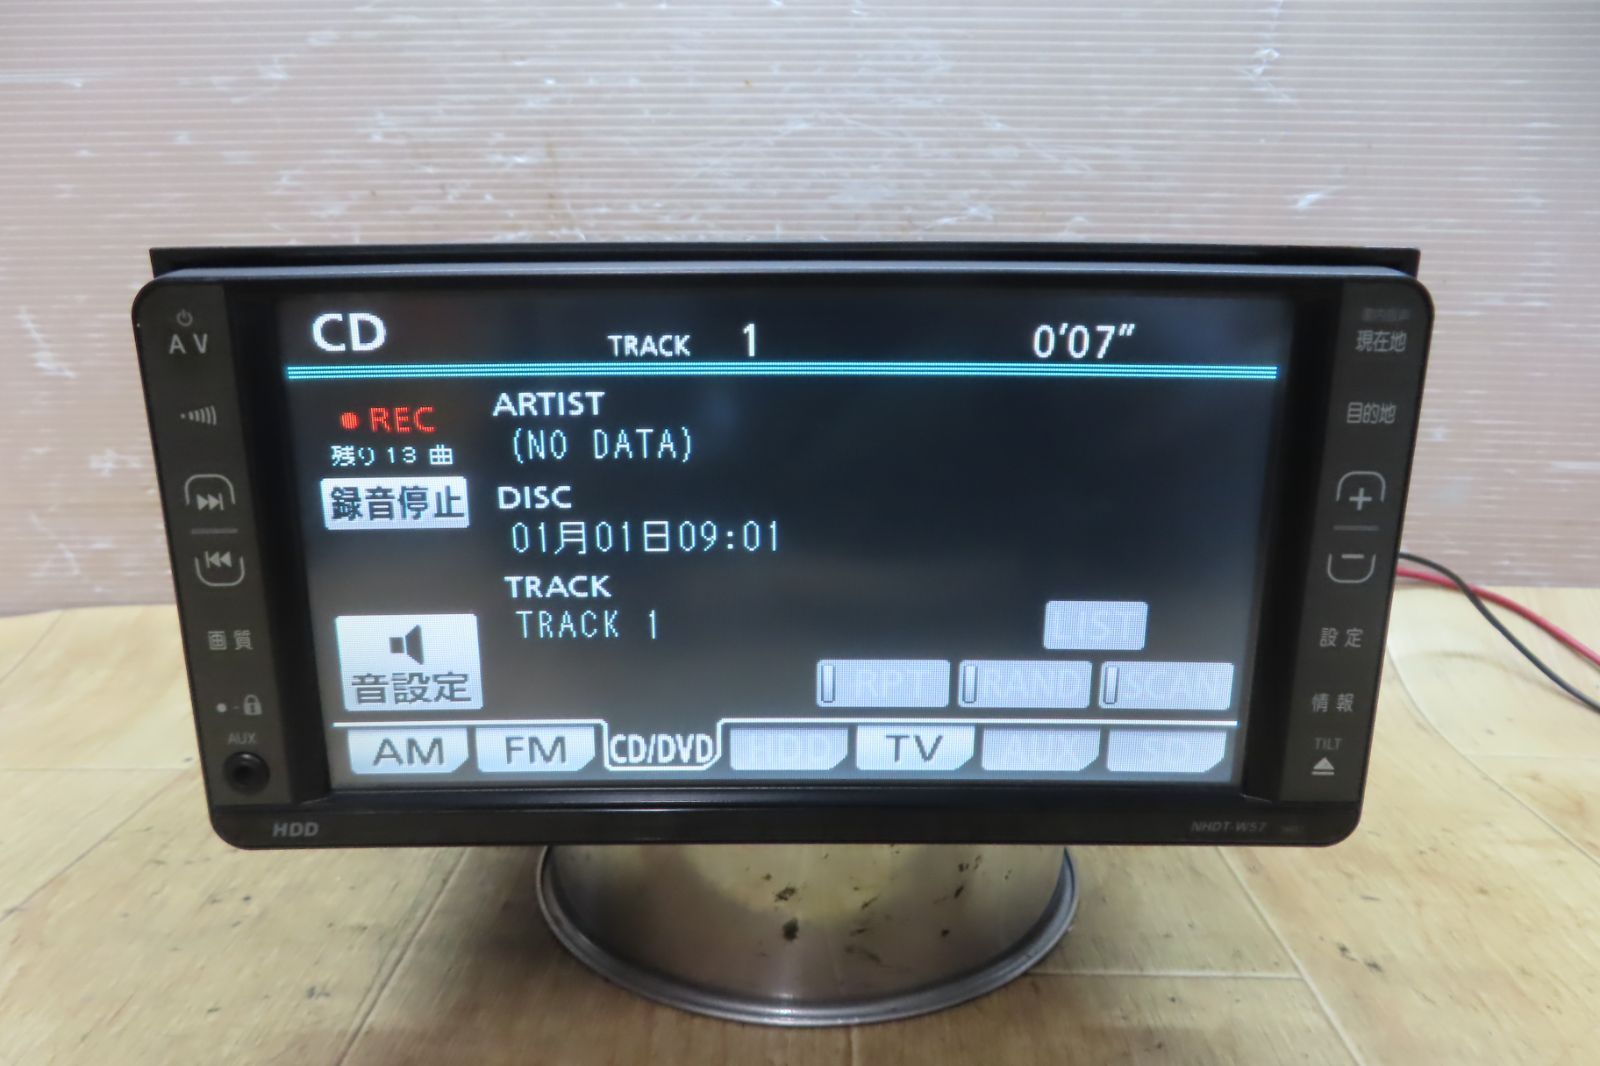 CD TRACK 1 0'07"
AV
● REC
残り13曲
録音停止
ARTIST
(NO DATA)
DISC
01月01日09:01
TRACK
TRACK 1
LIST
音設定
RPT RAND SCAN
AM FM CD/DVD HDD TV AUX SD
画質
AUX
HDD
現在地
目的地
+
−
設定
情報
TILT
NHDT-W57